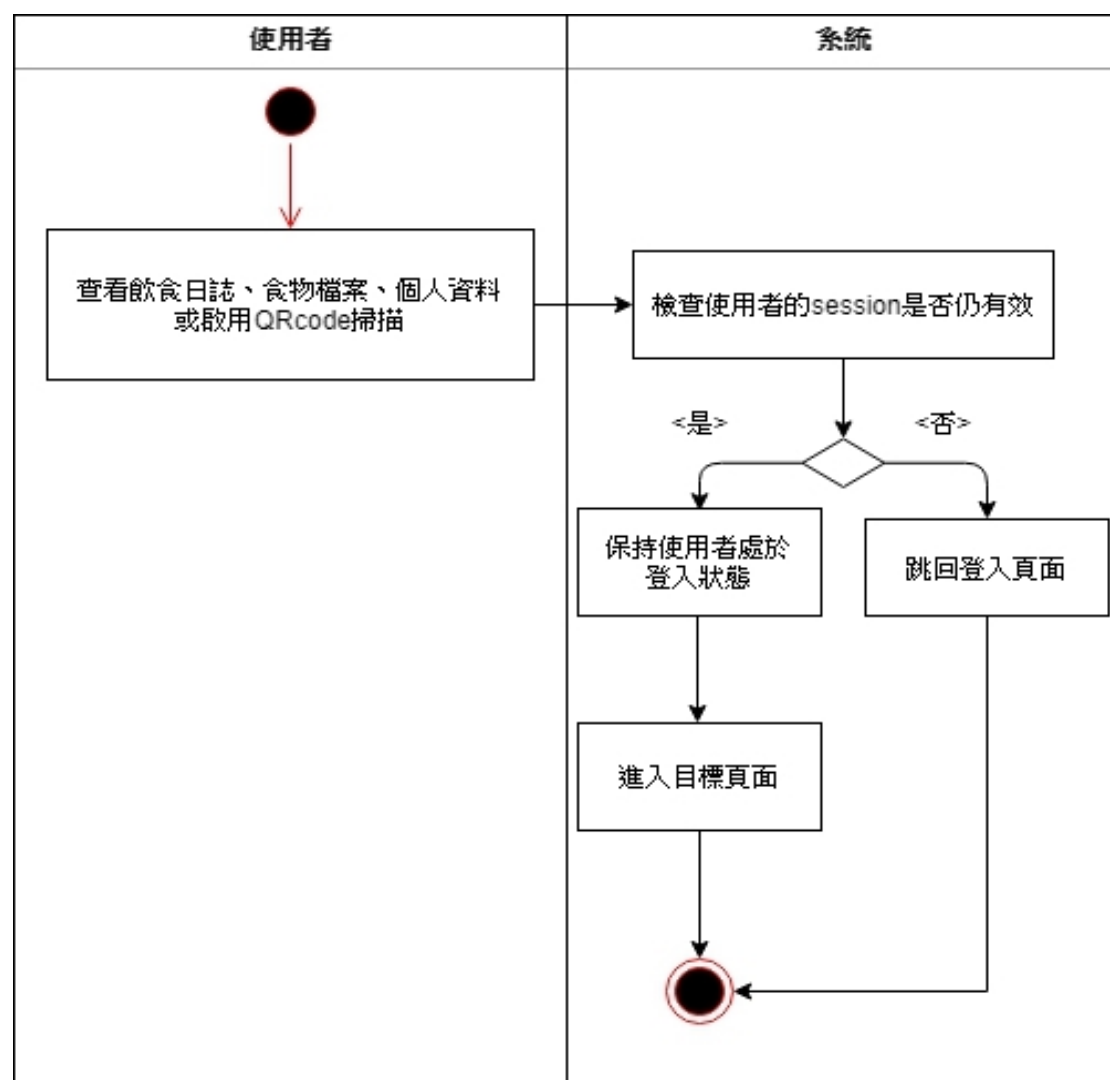 使用者
系統
查看飲食日誌、食物檔案、個人資料
或啟用QRcode掃描
檢查使用者的session是否仍有效
<是>
<否>
保持使用者處於
登入狀態
跳回登入頁面
進入目標頁面